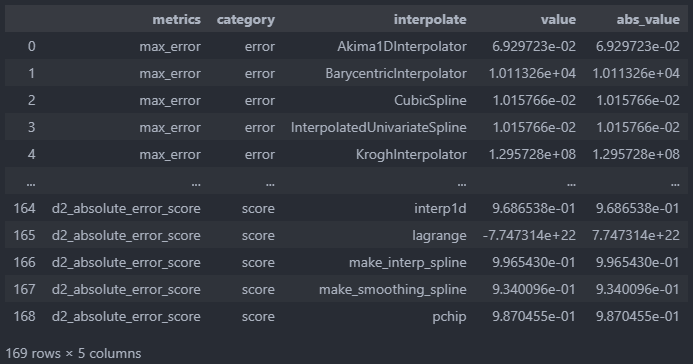 metrics category interpolate value abs_value
0 max_error error Akima1DInterpolator 6.929723e-02 6.929723e-02
1 max_error error BarycentricInterpolator 1.011326e+04 1.011326e+04
2 max_error error CubicSpline 1.015766e-02 1.015766e-02
3 max_error error InterpolatedUnivariateSpline 1.015766e-02 1.015766e-02
4 max_error error KroghInterpolator 1.295728e+08 1.295728e+08
... ... ... ... ... ...
164 d2_absolute_error_score score interp1d 9.686538e-01 9.686538e-01
165 d2_absolute_error_score score lagrange -7.747314e+22 7.747314e+22
166 d2_absolute_error_score score make_interp_spline 9.965430e-01 9.965430e-01
167 d2_absolute_error_score score make_smoothing_spline 9.340096e-01 9.340096e-01
168 d2_absolute_error_score score pchip 9.870455e-01 9.870455e-01
169 rows × 5 columns